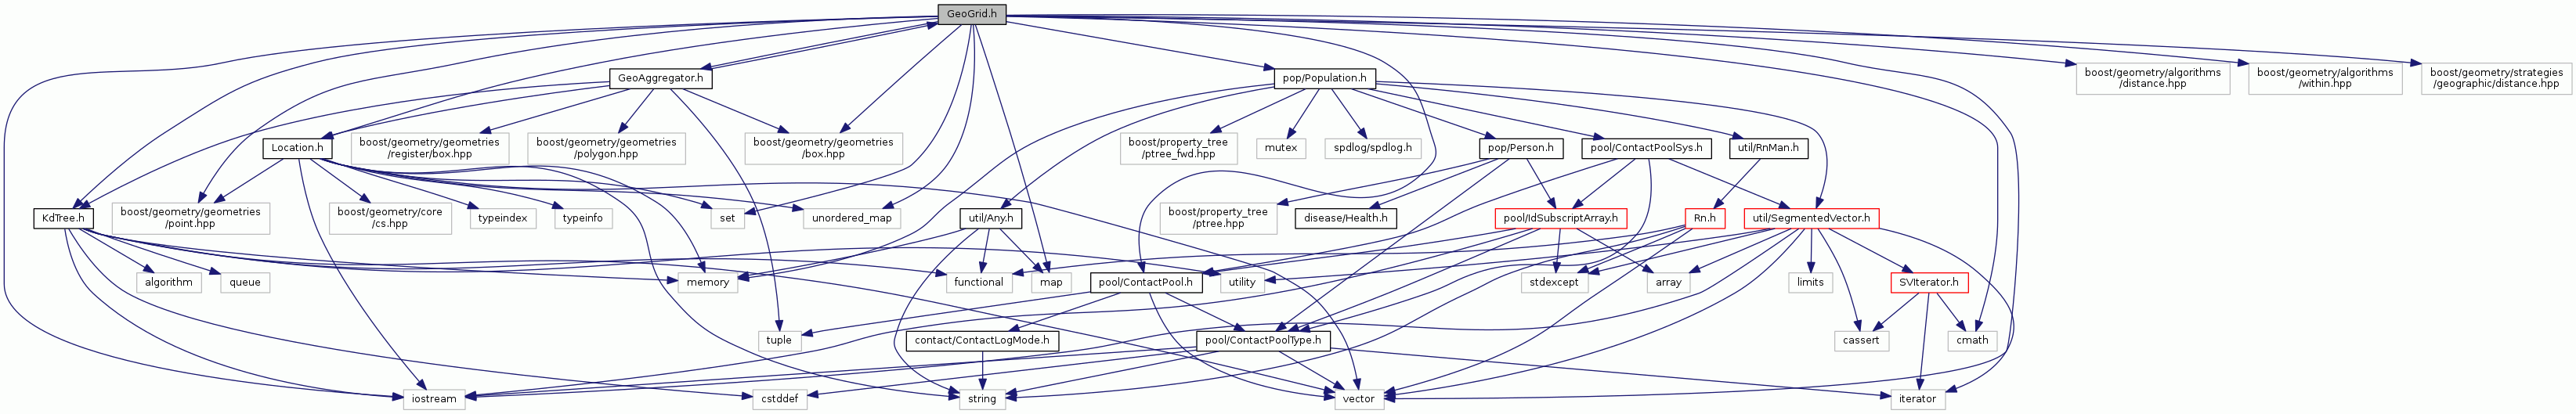 GeoGrid.h
GeoAggregator.h
pop/Population.h
boost/geometry/algorithms
/distance.hpp
boost/geometry/algorithms
/within.hpp
boost/geometry/strategies
/geographic/distance.hpp
Location.h
boost/geometry/geometries
/register/box.hpp
boost/geometry/geometries
/polygon.hpp
boost/geometry/geometries
/box.hpp
boost/property_tree
/ptree_fwd.hpp
mutex
spdlog/spdlog.h
pop/Person.h
pool/ContactPoolSys.h
util/RnMan.h
KdTree.h
boost/geometry/geometries
/point.hpp
boost/geometry/core
/cs.hpp
typeindex
typeinfo
set
unordered_map
util/Any.h
boost/property_tree
/ptree.hpp
disease/Health.h
pool/IdSubscriptArray.h
Rn.h
util/SegmentedVector.h
algorithm
queue
memory
functional
map
pool/ContactPool.h
utility
stdexcept
array
limits
SVIterator.h
tuple
contact/ContactLogMode.h
pool/ContactPoolType.h
cassert
cmath
iostream
cstddef
string
vector
iterator